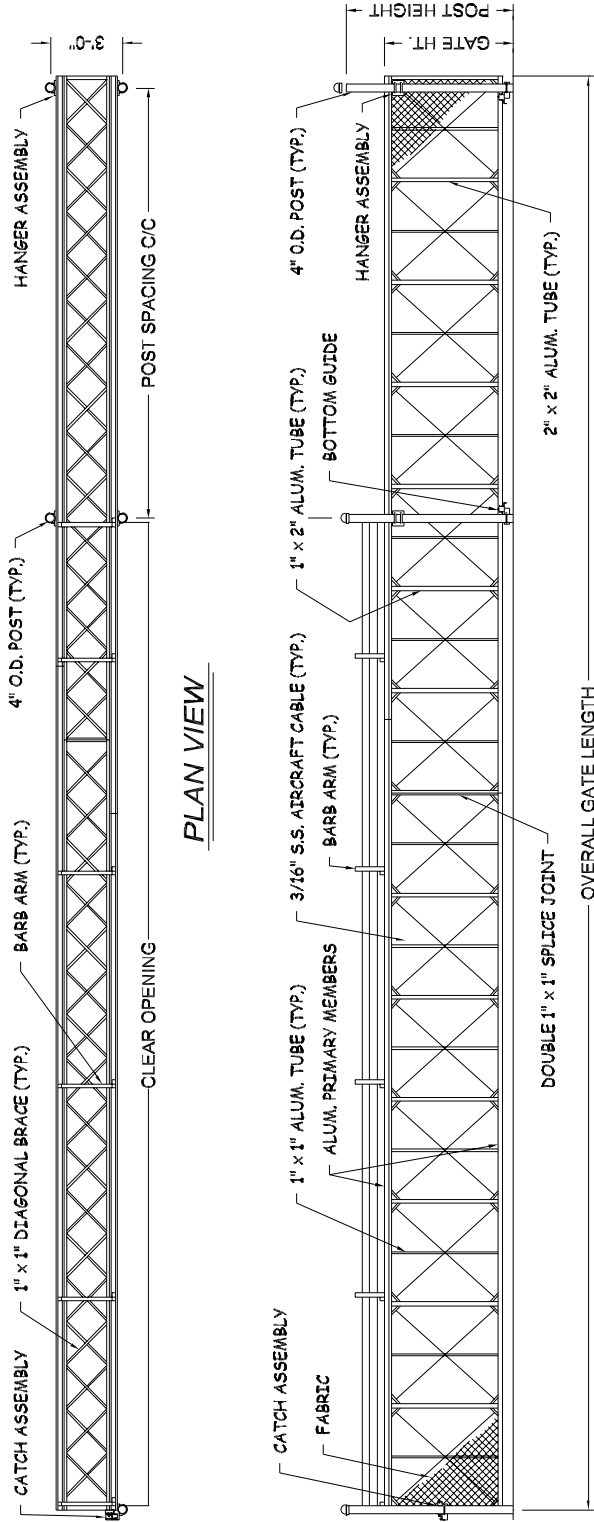 3'-0"
HANGER ASSEMBLY
4" O.D. POST (TYP.)
BARB ARM (TYP.)
1" x 1" DIAGONAL BRACE (TYP.)
CATCH ASSEMBLY
CLEAR OPENING
POST SPACING C/C
PLAN VIEW
POST HEIGHT
GATE HT.
4" O.D. POST (TYP.)
HANGER ASSEMBLY
1" x 2" ALUM. TUBE (TYP.)
BOTTOM GUIDE
3/16" S.S. AIRCRAFT CABLE (TYP.)
BARB ARM (TYP.)
1" x 1" ALUM. TUBE (TYP.)
ALUM. PRIMARY MEMBERS
CATCH ASSEMBLY
FABRIC
DOUBLE 1" x 1" SPLICE JOINT
2" x 2" ALUM. TUBE (TYP.)
OVERALL GATE LENGTH